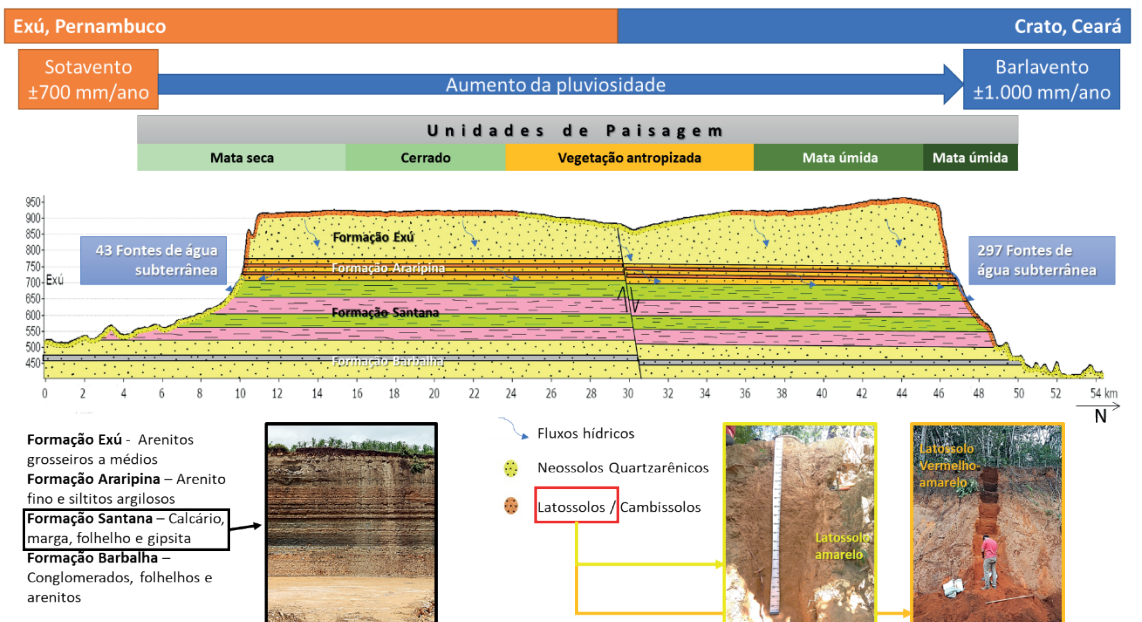 Exú, Pernambuco
Crato, Ceará
Sotavento
±700 mm/ano
Aumento da pluviosidade
Barlavento
±1.000 mm/ano
Unidades de Paisagem
Mata seca
Cerrado
Vegetação antropizada
Mata úmida
Mata úmida
950
900
850
800
750
700
650
600
550
500
450
Exú
43 Fontes de água
subterrânea
297 Fontes de
água subterrânea
Formação Exú
Formação Araripina
Formação Santana
Formação Barbalha
0 2 4 6 8 10 12 14 16 18 20 22 24 26 28 30 32 34 36 38 40 42 44 46 48 50 52 54 km
N
Formação Exú - Arenitos
grosseiros a médios
Formação Araripina – Arenito
fino e siltitos argilosos
Formação Santana – Calcário,
marga, folhelho e gipsita
Formação Barbalha –
Conglomerados, folhelhos e
arenitos
Fluxos hídricos
Neossolos Quartzarênicos
Latossolos / Cambissolos
Latossolo
amarelo
Latossolo
Vermelho-
amarelo